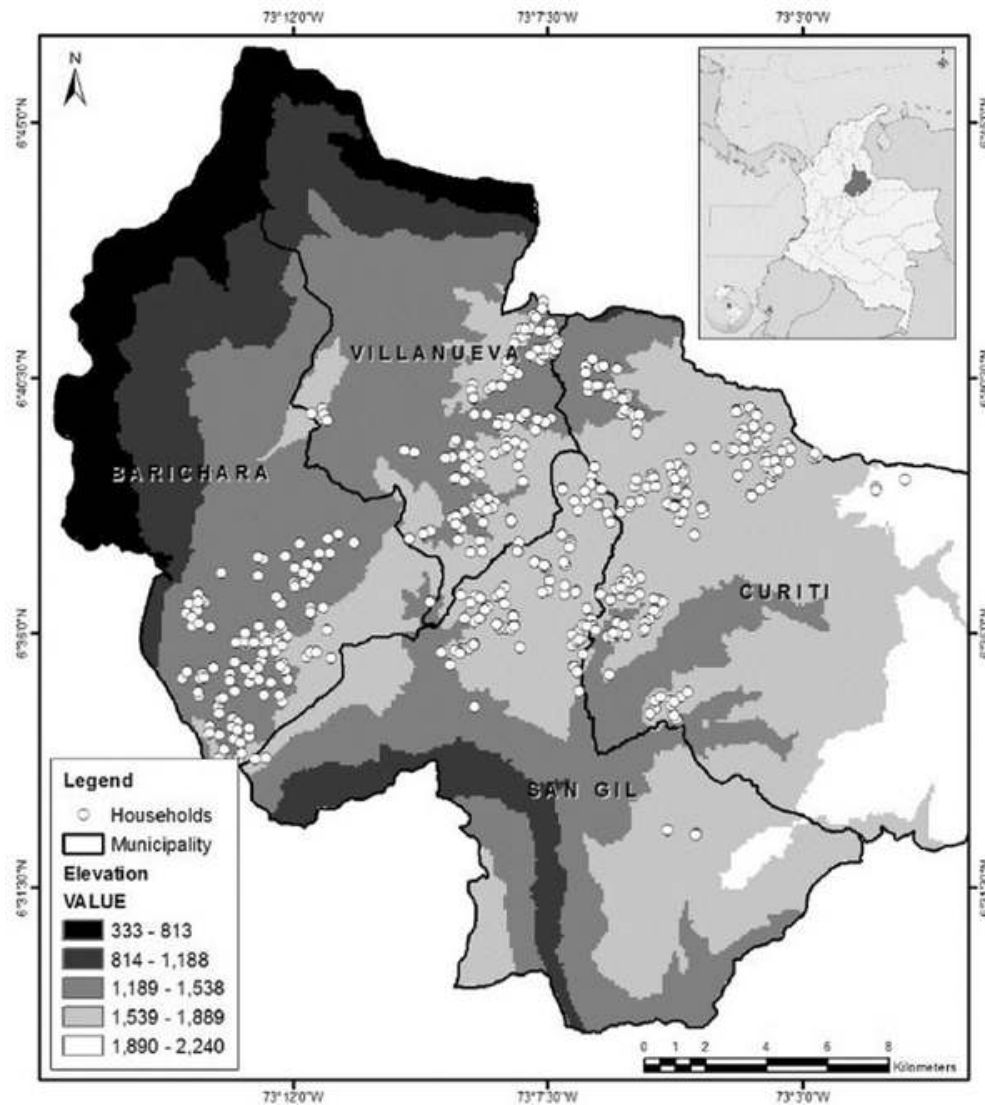 73°12'0"W 73°7'30"W 73°3'0"W
N
6°45'0"N
6°40'30"N
6°36'0"N
6°31'30"N
VILLANUEVA
BARICHARA
CURITI
SAN GIL
Legend
Households
Municipality
Elevation
VALUE
333 - 813
814 - 1,188
1,189 - 1,538
1,539 - 1,889
1,890 - 2,240
0 1 2 4 6 8
Kilometers
73°12'0"W 73°7'30"W 73°3'0"W